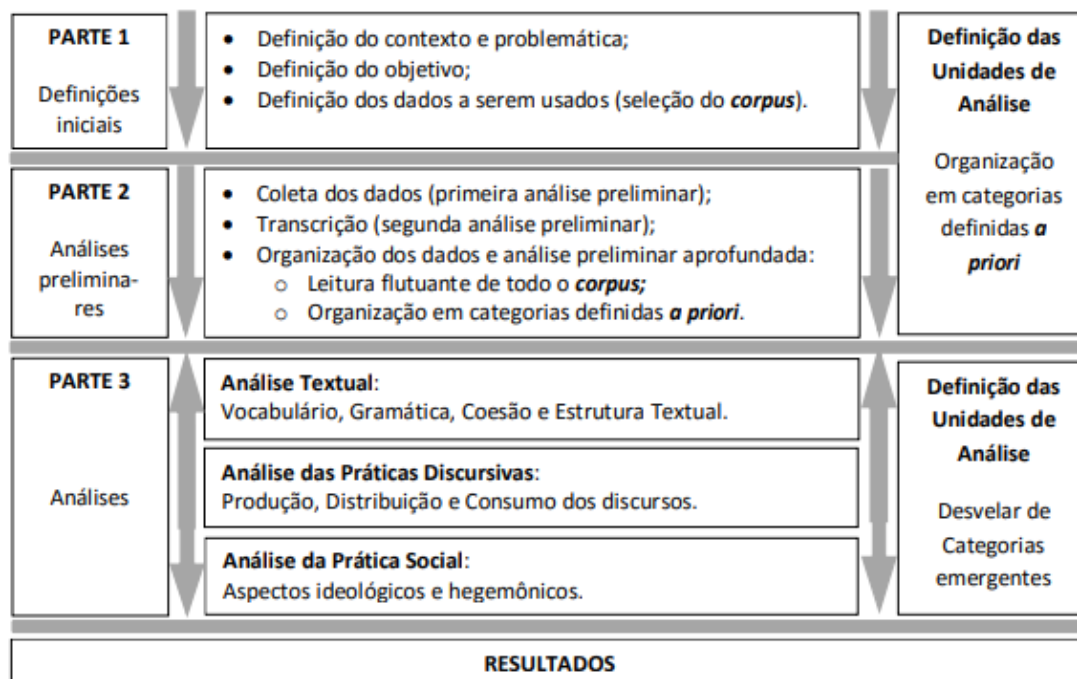 PARTE 1
Definições
iniciais
• Definição do contexto e problemática;
• Definição do objetivo;
• Definição dos dados a serem usados (seleção do corpus).
Definição das
Unidades de
Análise
Organização
em categorias
definidas a
priori
PARTE 2
Análises
prelimina-
res
• Coleta dos dados (primeira análise preliminar);
• Transcrição (segunda análise preliminar);
• Organização dos dados e análise preliminar aprofundada:
o Leitura flutuante de todo o corpus;
o Organização em categorias definidas a priori.
PARTE 3
Análises
Análise Textual:
Vocabulário, Gramática, Coesão e Estrutura Textual.
Análise das Práticas Discursivas:
Produção, Distribuição e Consumo dos discursos.
Análise da Prática Social:
Aspectos ideológicos e hegemônicos.
Definição das
Unidades de
Análise
Desvelar de
Categorias
emergentes
RESULTADOS